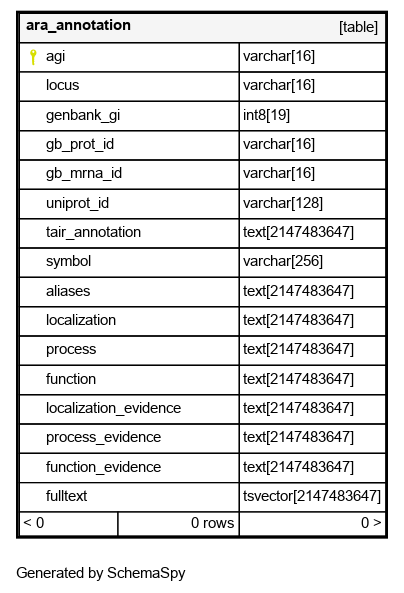 ara_annotation [table]
agi varchar[16]
locus varchar[16]
genbank_gi int8[19]
gb_prot_id varchar[16]
gb_mrna_id varchar[16]
uniprot_id varchar[128]
tair_annotation text[2147483647]
symbol varchar[256]
aliases text[2147483647]
localization text[2147483647]
process text[2147483647]
function text[2147483647]
localization_evidence text[2147483647]
process_evidence text[2147483647]
function_evidence text[2147483647]
fulltext tsvector[2147483647]
< 0 0 rows 0 >
Generated by SchemaSpy